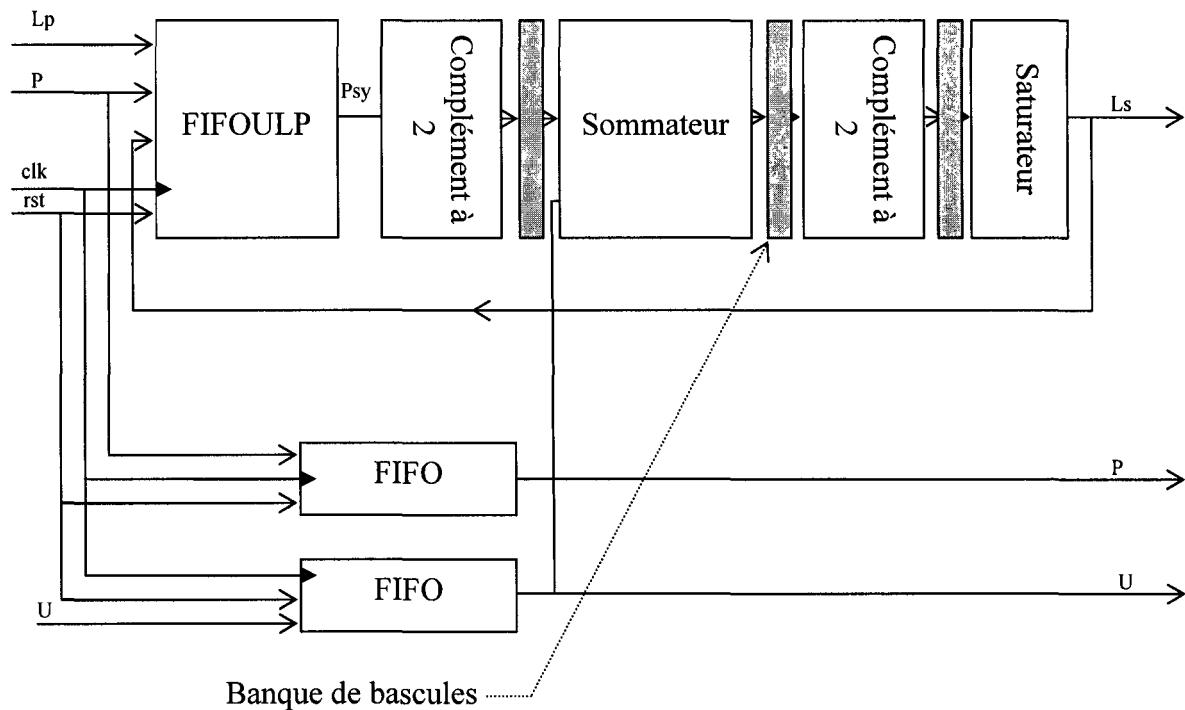 Lp
P
clk
rst
FIFOULP
Psy
Complément à
2
Sommateur
Complément à
2
Saturateur
Ls
FIFO
P
FIFO
U
U
Banque de bascules